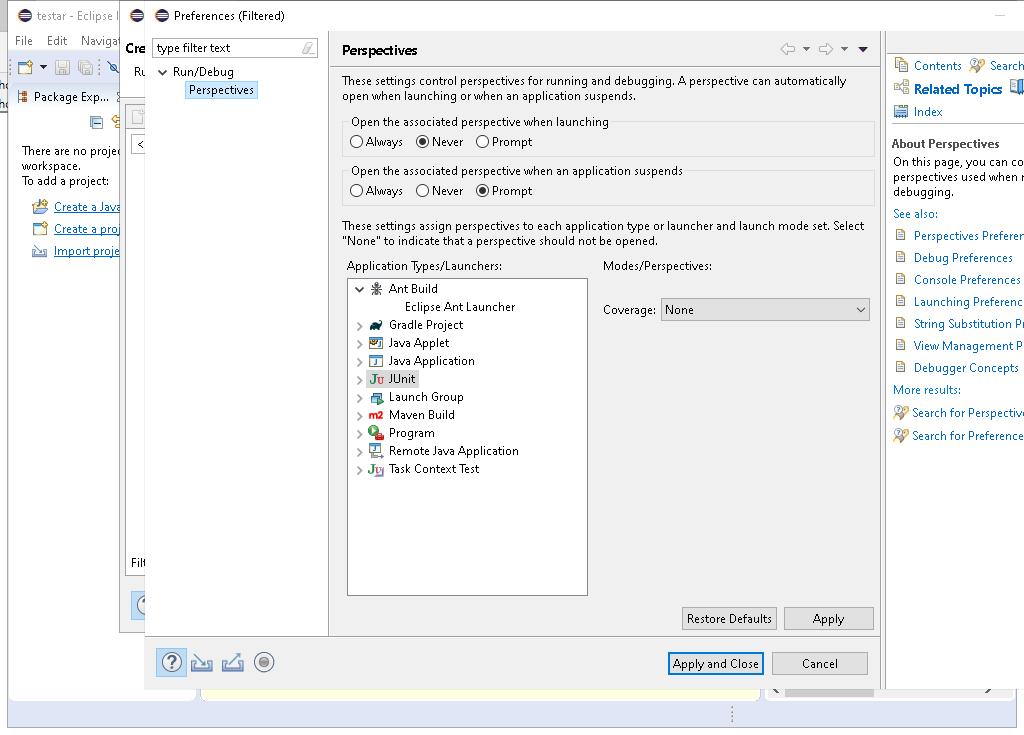 testar - Eclipse I
Preferences (Filtered)
File Edit Navigat
type filter text
Run/Debug
Perspectives
Package Exp...
There are no projec
workspace.
To add a project:
Create a Java
Create a proj
Import proje
Perspectives
These settings control perspectives for running and debugging. A perspective can automatically
open when launching or when an application suspends.
Open the associated perspective when launching
Always Never Prompt
Open the associated perspective when an application suspends
Always Never Prompt
These settings assign perspectives to each application type or launcher and launch mode set. Select
"None" to indicate that a perspective should not be opened.
Application Types/Launchers:
Modes/Perspectives:
Ant Build
Eclipse Ant Launcher
Gradle Project
Java Applet
Java Application
JUnit
Launch Group
Maven Build
Program
Remote Java Application
Task Context Test
Coverage: None
Restore Defaults Apply
Apply and Close Cancel
Contents Search
Related Topics
Index
About Perspectives
On this page, you can co
perspectives used when r
debugging.
See also:
Perspectives Preferer
Debug Preferences
Console Preferences
Launching Preferenc
String Substitution Pr
View Management P
Debugger Concepts
More results:
Search for Perspective
Search for Preference